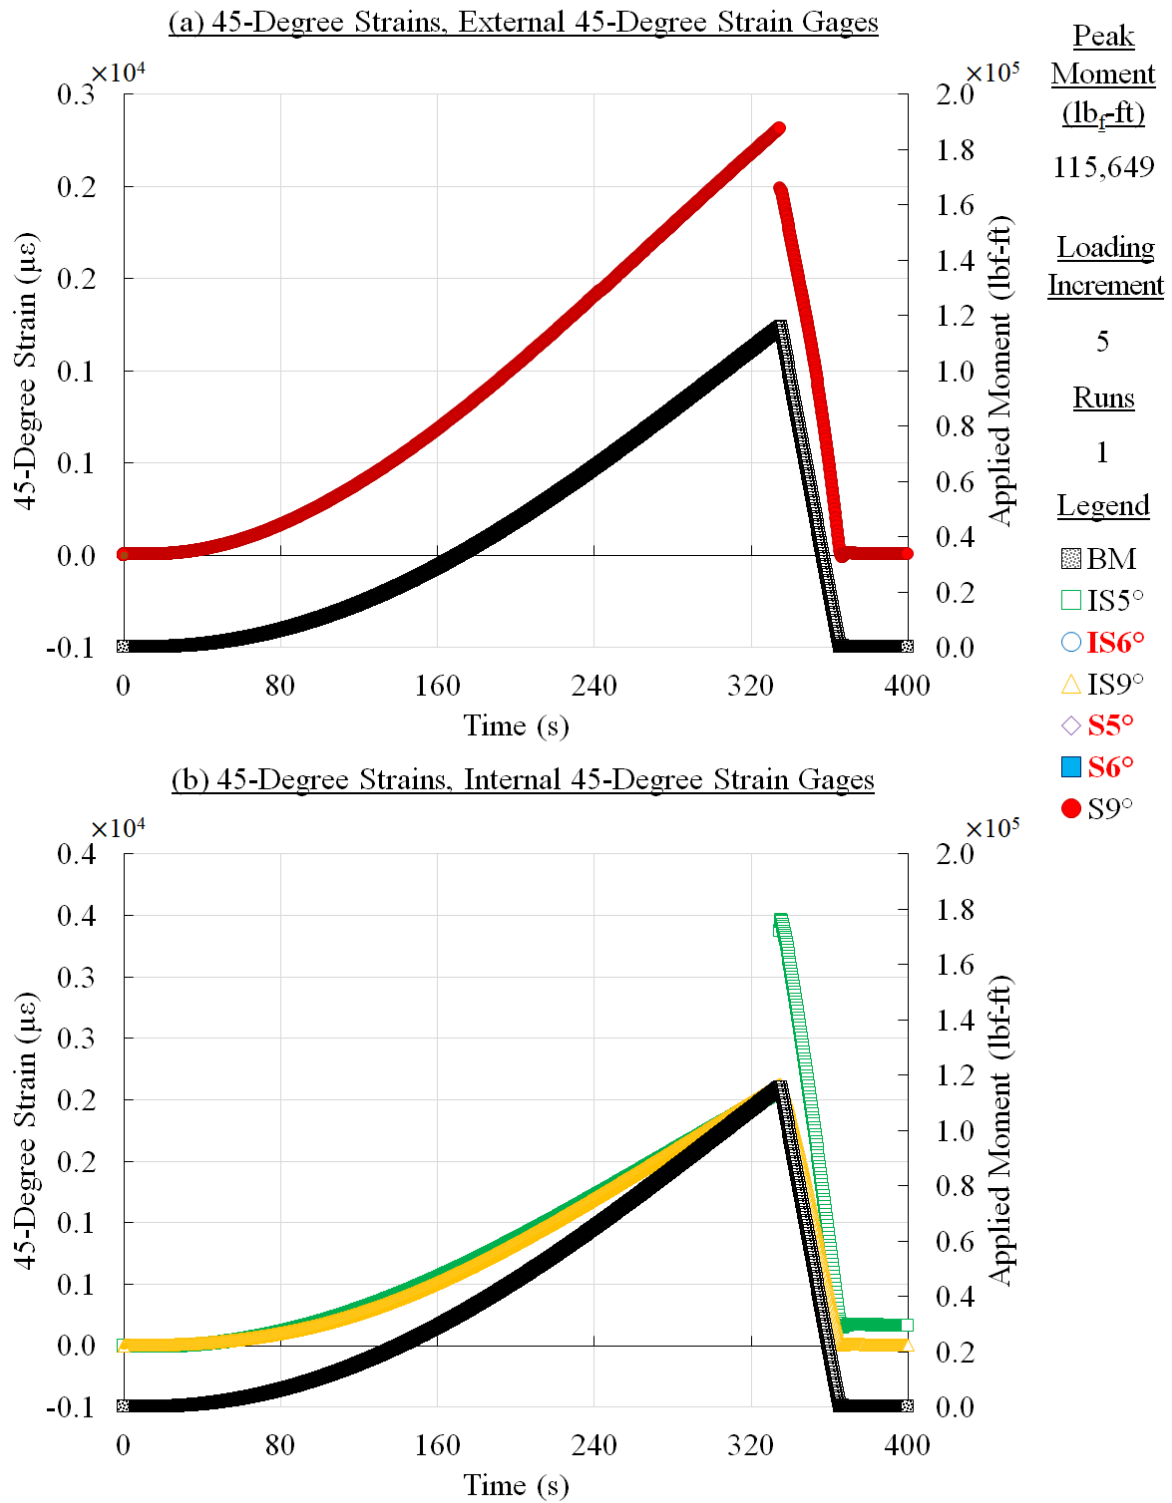 (a) 45-Degree Strains, External 45-Degree Strain Gages
×10⁴
×10⁵
0.3
0.2
0.2
0.1
0.1
0.0
-0.1
45-Degree Strain (με)
2.0
1.8
1.6
1.4
1.2
1.0
0.8
0.6
0.4
0.2
0.0
Applied Moment (lbf-ft)
0 80 160 240 320 400
Time (s)
(b) 45-Degree Strains, Internal 45-Degree Strain Gages
×10⁴
×10⁵
0.4
0.4
0.3
0.3
0.2
0.2
0.1
0.1
0.0
-0.1
45-Degree Strain (με)
2.0
1.8
1.6
1.4
1.2
1.0
0.8
0.6
0.4
0.2
0.0
Applied Moment (lbf-ft)
0 80 160 240 320 400
Time (s)
Peak
Moment
(lbf-ft)
115,649
Loading
Increment
5
Runs
1
Legend
BM
IS5°
IS6°
IS9°
S5°
S6°
S9°